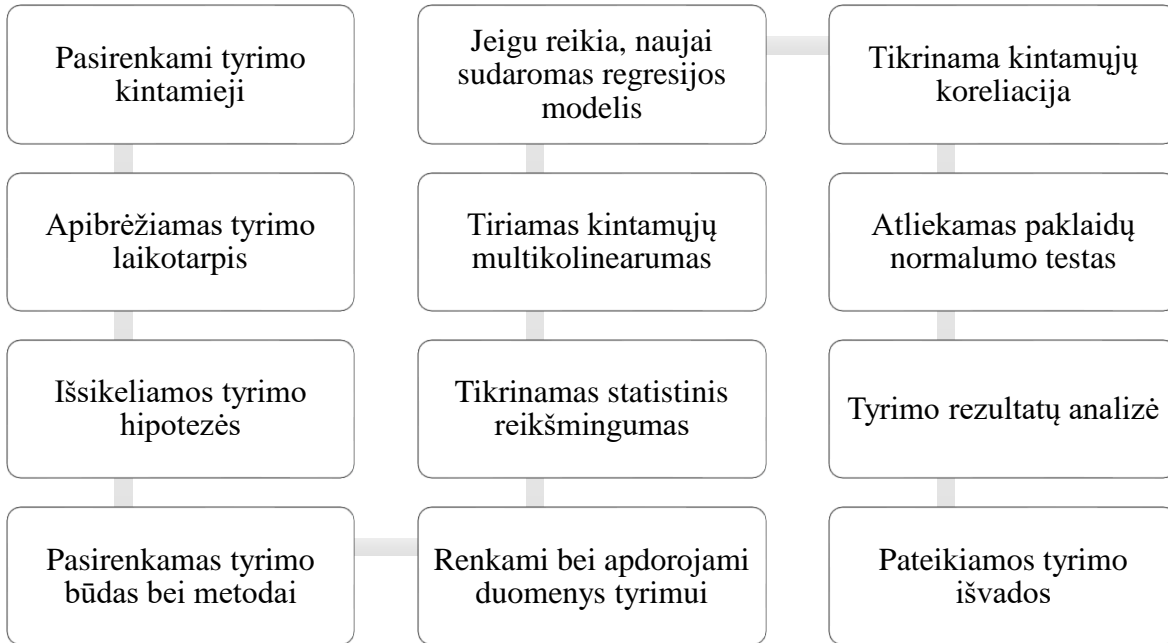 Pasirenkami tyrimo
kintamieji
Apibrėžiamas tyrimo
laikotarpis
Išsikeliamos tyrimo
hipotezės
Pasirenkamas tyrimo
būdas bei metodai
Renkami bei apdorojami
duomenys tyrimui
Tikrinamas statistinis
reikšmingumas
Tiriamas kintamųjų
multikolinearumas
Jeigu reikia, naujai
sudaromas regresijos
modelis
Tikrinama kintamųjų
koreliacija
Atliekamas paklaidų
normalumo testas
Tyrimo rezultatų analizė
Pateikiamos tyrimo
išvados